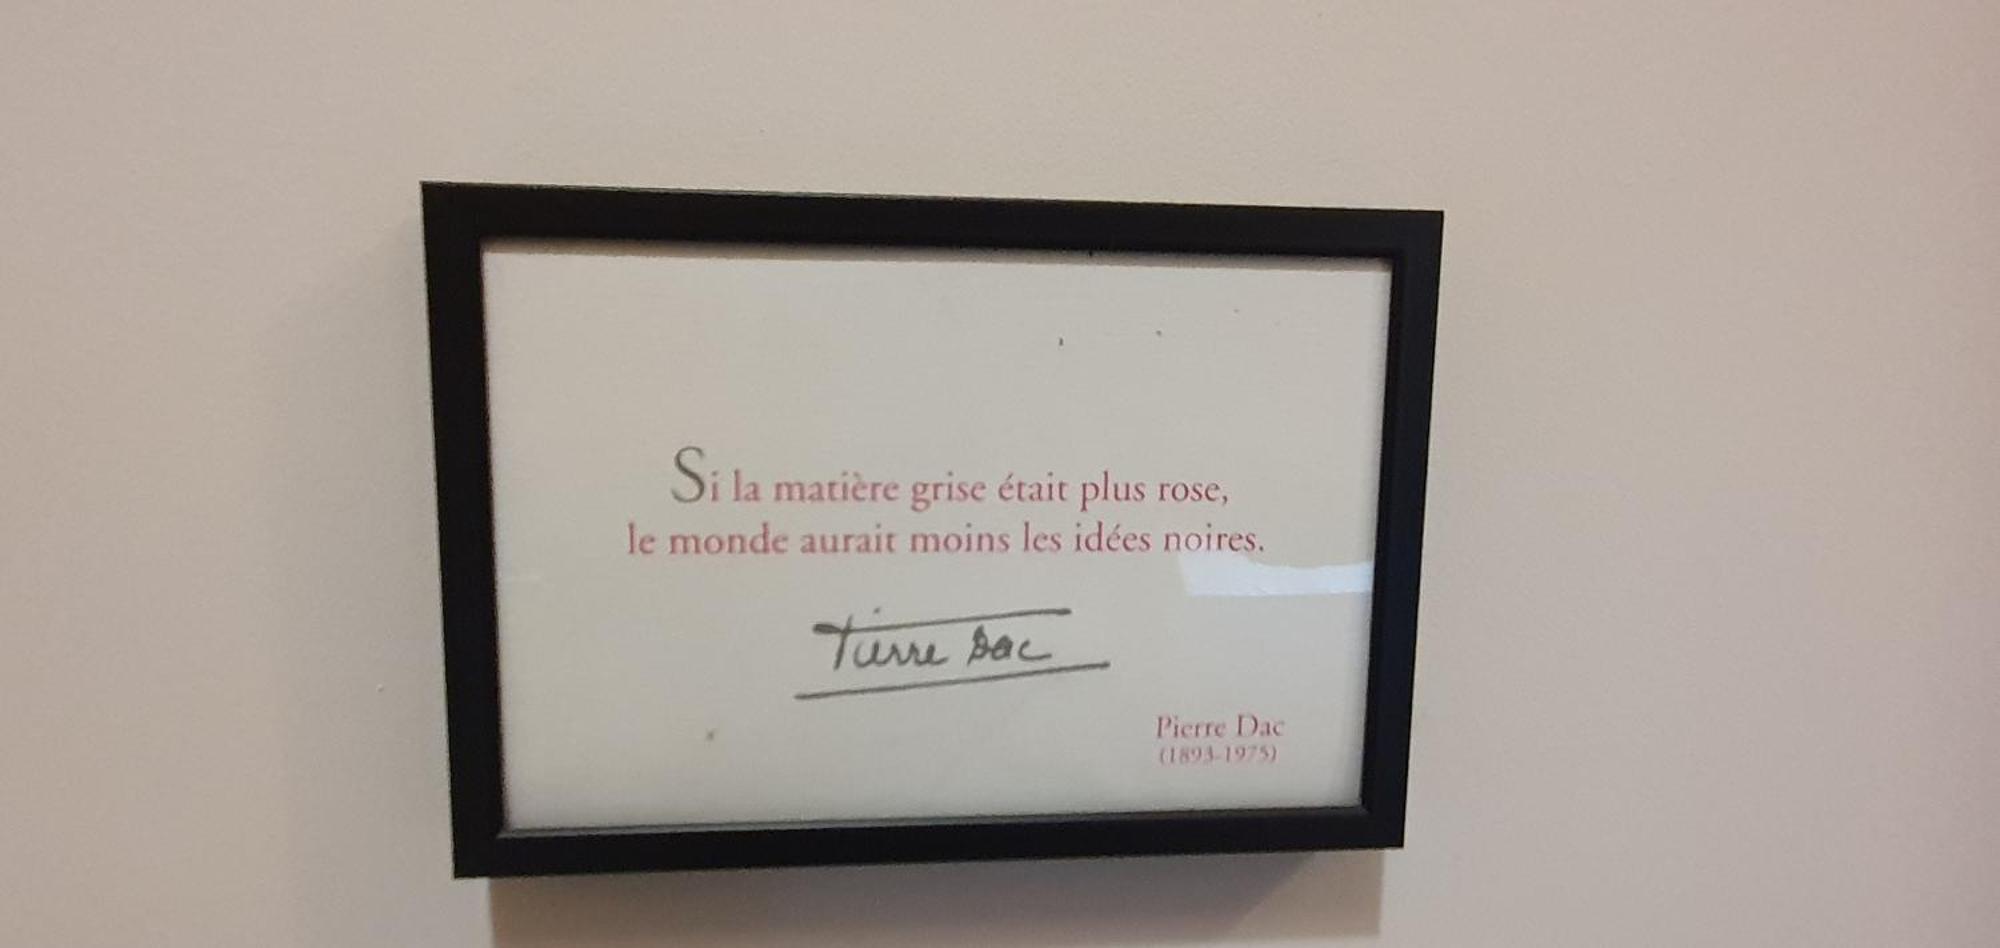 Si la matière grise était plus rose,
le monde aurait moins les idées noires.
Pierre Dac
Pierre Dac
(1893-1975)